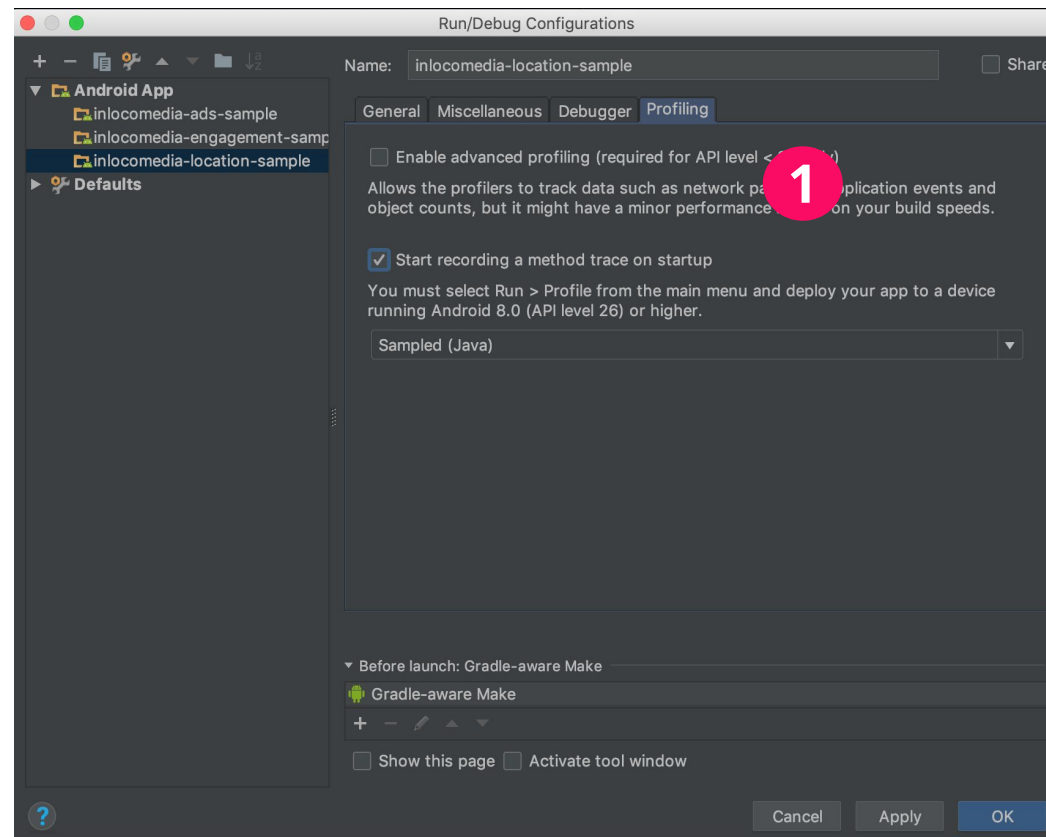 Run/Debug Configurations
Name: inlocomedia-location-sample
Share
Android App
inlocomedia-ads-sample
inlocomedia-engagement-samp
inlocomedia-location-sample
Defaults
General Miscellaneous Debugger Profiling
Enable advanced profiling (required for API level <
1
Allows the profilers to track data such as network
object counts, but it might have a minor performance on your build speeds.
events and
Start recording a method trace on startup
You must select Run > Profile from the main menu and deploy your app to a device
running Android 8.0 (API level 26) or higher.
Sampled (Java)
Before launch: Gradle-aware Make
Gradle-aware Make
Show this page Activate tool window
?
Cancel Apply OK